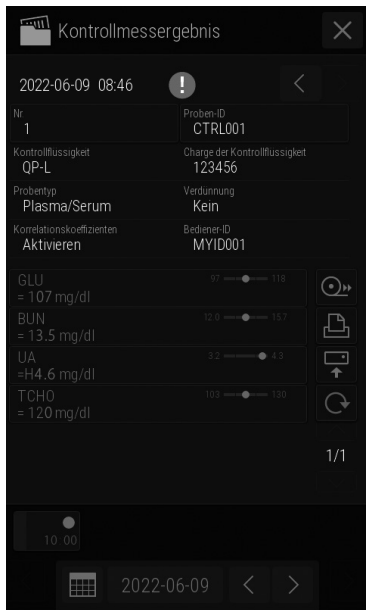 Kontrollmessergebnis
2022-06-09 08:46
Nr.
1
Proben-ID
CTRL001
Kontrollflüssigkeit
QP-L
Charge der Kontrollflüssigkeit
123456
Probentyp
Plasma/Serum
Verdünnung
Kein
Korrelationskoeffizienten
Aktivieren
Bediener-ID
MYID001
GLU 97 118
= 107 mg/dl
BUN 12.0 15.7
= 13.5 mg/dl
UA 3.2 4.3
=H4.6 mg/dl
TCHO 103 130
= 120 mg/dl
1/1
10 00
2022-06-09